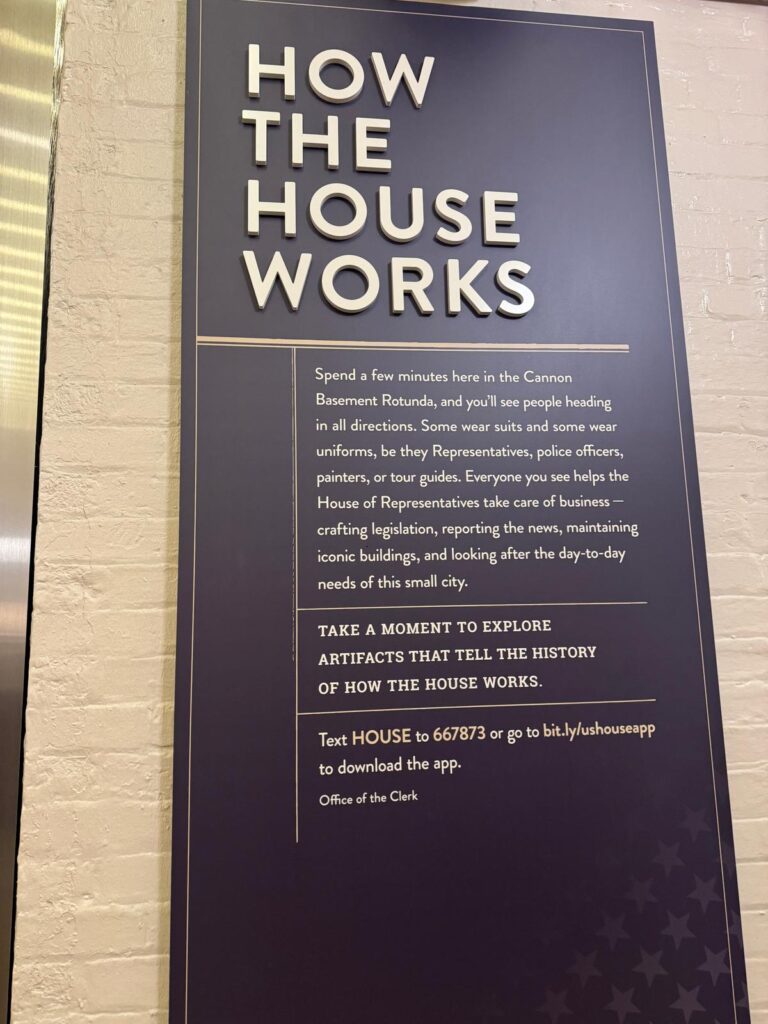 HOW
THE
HOUSE
WORKS
Spend a few minutes here in the Cannon
Basement Rotunda, and you'll see people heading
in all directions. Some wear suits and some wear
uniforms, be they Representatives, police officers,
painters, or tour guides. Everyone you see helps the
House of Representatives take care of business —
crafting legislation, reporting the news, maintaining
iconic buildings, and looking after the day-to-day
needs of this small city.
TAKE A MOMENT TO EXPLORE
ARTIFACTS THAT TELL THE HISTORY
OF HOW THE HOUSE WORKS.
Text HOUSE to 667873 or go to bit.ly/ushouseapp
to download the app.
Office of the Clerk